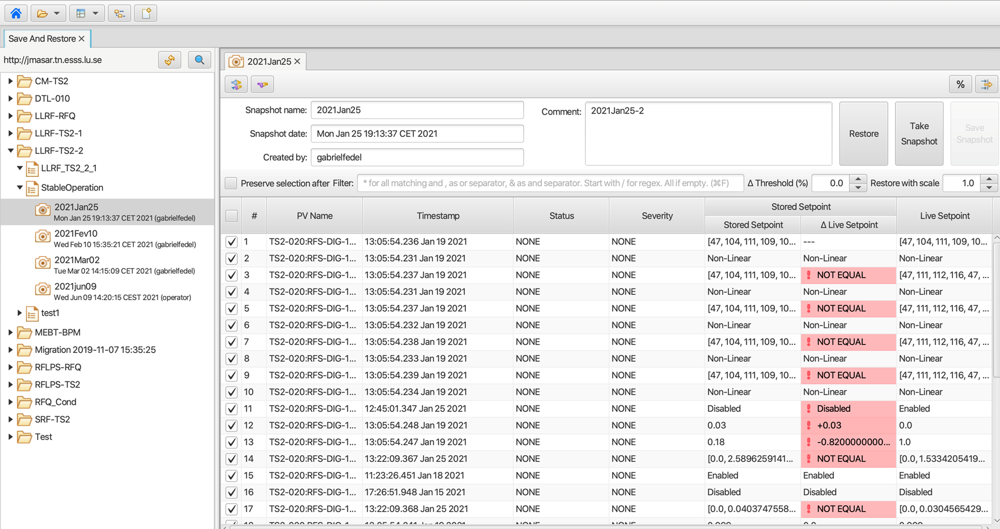 Save And Restore
http://jmasar.tn.esss.lu.se
CM-TS2
DTL-010
LLRF-RFQ
LLRF-TS2-1
LLRF-TS2-2
LLRF_TS2_2_1
StableOperation
2021Jan25
Mon Jan 25 19:13:37 CET 2021 (gabrielfedel)
2021Fev10
Wed Feb 10 15:35:21 CET 2021 (gabrielfedel)
2021Mar02
Tue Mar 02 14:15:09 CET 2021 (gabrielfedel)
2021jun09
Wed Jun 09 14:20:15 CEST 2021 (operator)
test1
MEBT-BPM
Migration 2019-11-07 15:35:25
RFLPS-RFQ
RFLPS-TS2
RFQ_Cond
SRF-TS2
Test
2021Jan25
%
Snapshot name: 2021Jan25
Snapshot date: Mon Jan 25 19:13:37 CET 2021
Created by: gabrielfedel
Comment: 2021Jan25-2
Restore
Take
Snapshot
Save
Snapshot
Preserve selection after Filter: * for all matching and , as or separator, & as and separator. Start with / for regex. All if empty. (⌘F) Δ Threshold (%) 0.0 Restore with scale 1.0
# PV Name Timestamp Status Severity Stored Setpoint Live Setpoint
Stored Setpoint Δ Live Setpoint
1 TS2-020:RFS-DIG-1... 13:05:54.236 Jan 19 2021 NONE NONE [47, 104, 111, 109, 10... --- [47, 104, 111, 109, 10...
2 TS2-020:RFS-DIG-1... 13:05:54.231 Jan 19 2021 NONE NONE Non-Linear Non-Linear Non-Linear
3 TS2-020:RFS-DIG-1... 13:05:54.237 Jan 19 2021 NONE NONE [47, 104, 111, 109, 10... NOT EQUAL [47, 111, 112, 116, 47, ...
4 TS2-020:RFS-DIG-1... 13:05:54.231 Jan 19 2021 NONE NONE Non-Linear Non-Linear Non-Linear
5 TS2-020:RFS-DIG-1... 13:05:54.237 Jan 19 2021 NONE NONE [47, 104, 111, 109, 10... NOT EQUAL [47, 111, 112, 116, 47, ...
6 TS2-020:RFS-DIG-1... 13:05:54.232 Jan 19 2021 NONE NONE Non-Linear Non-Linear Non-Linear
7 TS2-020:RFS-DIG-1... 13:05:54.238 Jan 19 2021 NONE NONE [47, 104, 111, 109, 10... NOT EQUAL [47, 111, 112, 116, 47, ...
8 TS2-020:RFS-DIG-1... 13:05:54.233 Jan 19 2021 NONE NONE Non-Linear Non-Linear Non-Linear
9 TS2-020:RFS-DIG-1... 13:05:54.239 Jan 19 2021 NONE NONE [47, 104, 111, 109, 10... NOT EQUAL [47, 111, 112, 116, 47, ...
10 TS2-020:RFS-DIG-1... 13:05:54.234 Jan 19 2021 NONE NONE Non-Linear Non-Linear Non-Linear
11 TS2-020:RFS-DIG-1... 12:45:01.347 Jan 25 2021 NONE NONE Disabled Disabled Enabled
12 TS2-020:RFS-DIG-1... 13:05:54.248 Jan 19 2021 NONE NONE 0.03 +0.03 0.0
13 TS2-020:RFS-DIG-1... 13:05:54.247 Jan 19 2021 NONE NONE 0.18 -0.8200000000... 1.0
14 TS2-020:RFS-DIG-1... 13:22:09.367 Jan 25 2021 NONE NONE [0.0, 2.5896259141... NOT EQUAL [0.0, 1.5334205419...
15 TS2-020:RFS-DIG-1... 11:23:26.451 Jan 18 2021 NONE NONE Enabled Enabled Enabled
16 TS2-020:RFS-DIG-1... 17:26:51.948 Jan 15 2021 NONE NONE Disabled Disabled Disabled
17 TS2-020:RFS-DIG-1... 13:22:09.368 Jan 25 2021 NONE NONE [0.0, 0.0403747558... NOT EQUAL [0.0, 0.0304565429...